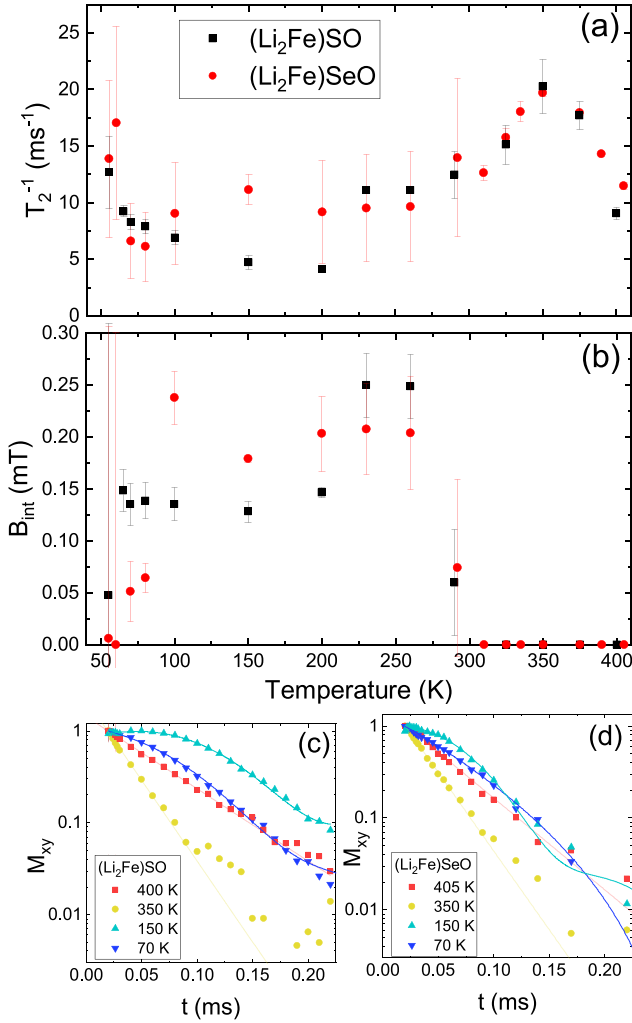 (a)
(Li₂Fe)SO
(Li₂Fe)SeO
T₂⁻¹ (ms⁻¹)
25
20
15
10
5
0
(b)
B_int (mT)
0.30
0.25
0.20
0.15
0.10
0.05
0.00
50 100 150 200 250 300 350 400
Temperature (K)
(c)
M_xy
1
0.1
0.01
(Li₂Fe)SO
400 K
350 K
150 K
70 K
0.00 0.05 0.10 0.15 0.20
t (ms)
(d)
M_xy
1
0.1
0.01
(Li₂Fe)SeO
405 K
350 K
150 K
70 K
0.00 0.05 0.10 0.15 0.20
t (ms)